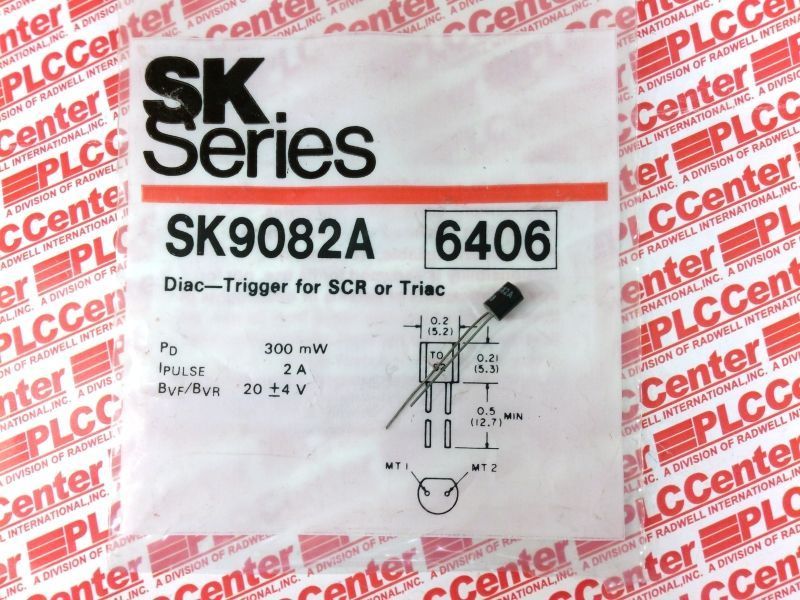 SK
Series
SK9082A 6406
Diac—Trigger for SCR or Triac
PD 300 mW
IPULSE 2 A
BVF/BVR 20 ±4 V
0.2
(5.2)
TO
92
0.21
(5.3)
0.5
(12.7) MIN
MT 1 MT 2
2A
PLCCenter
A DIVISION OF RADWELL INTERNATIONAL, INC.